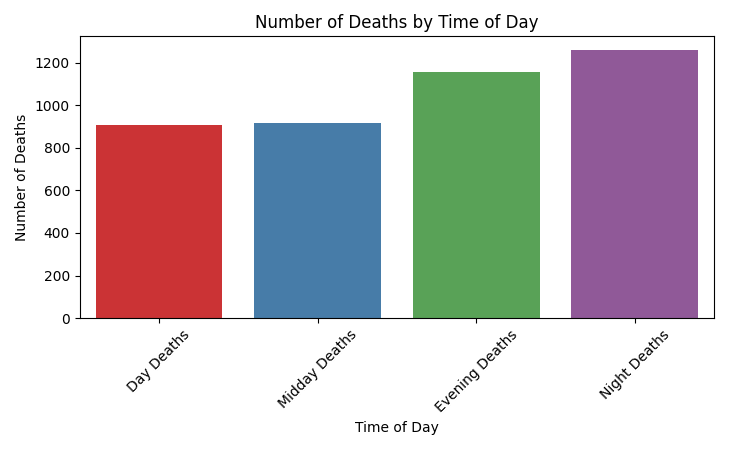 Number of Deaths by Time of Day
Number of Deaths
1200
1000
800
600
400
200
0
Day Deaths
Midday Deaths
Evening Deaths
Night Deaths
Time of Day